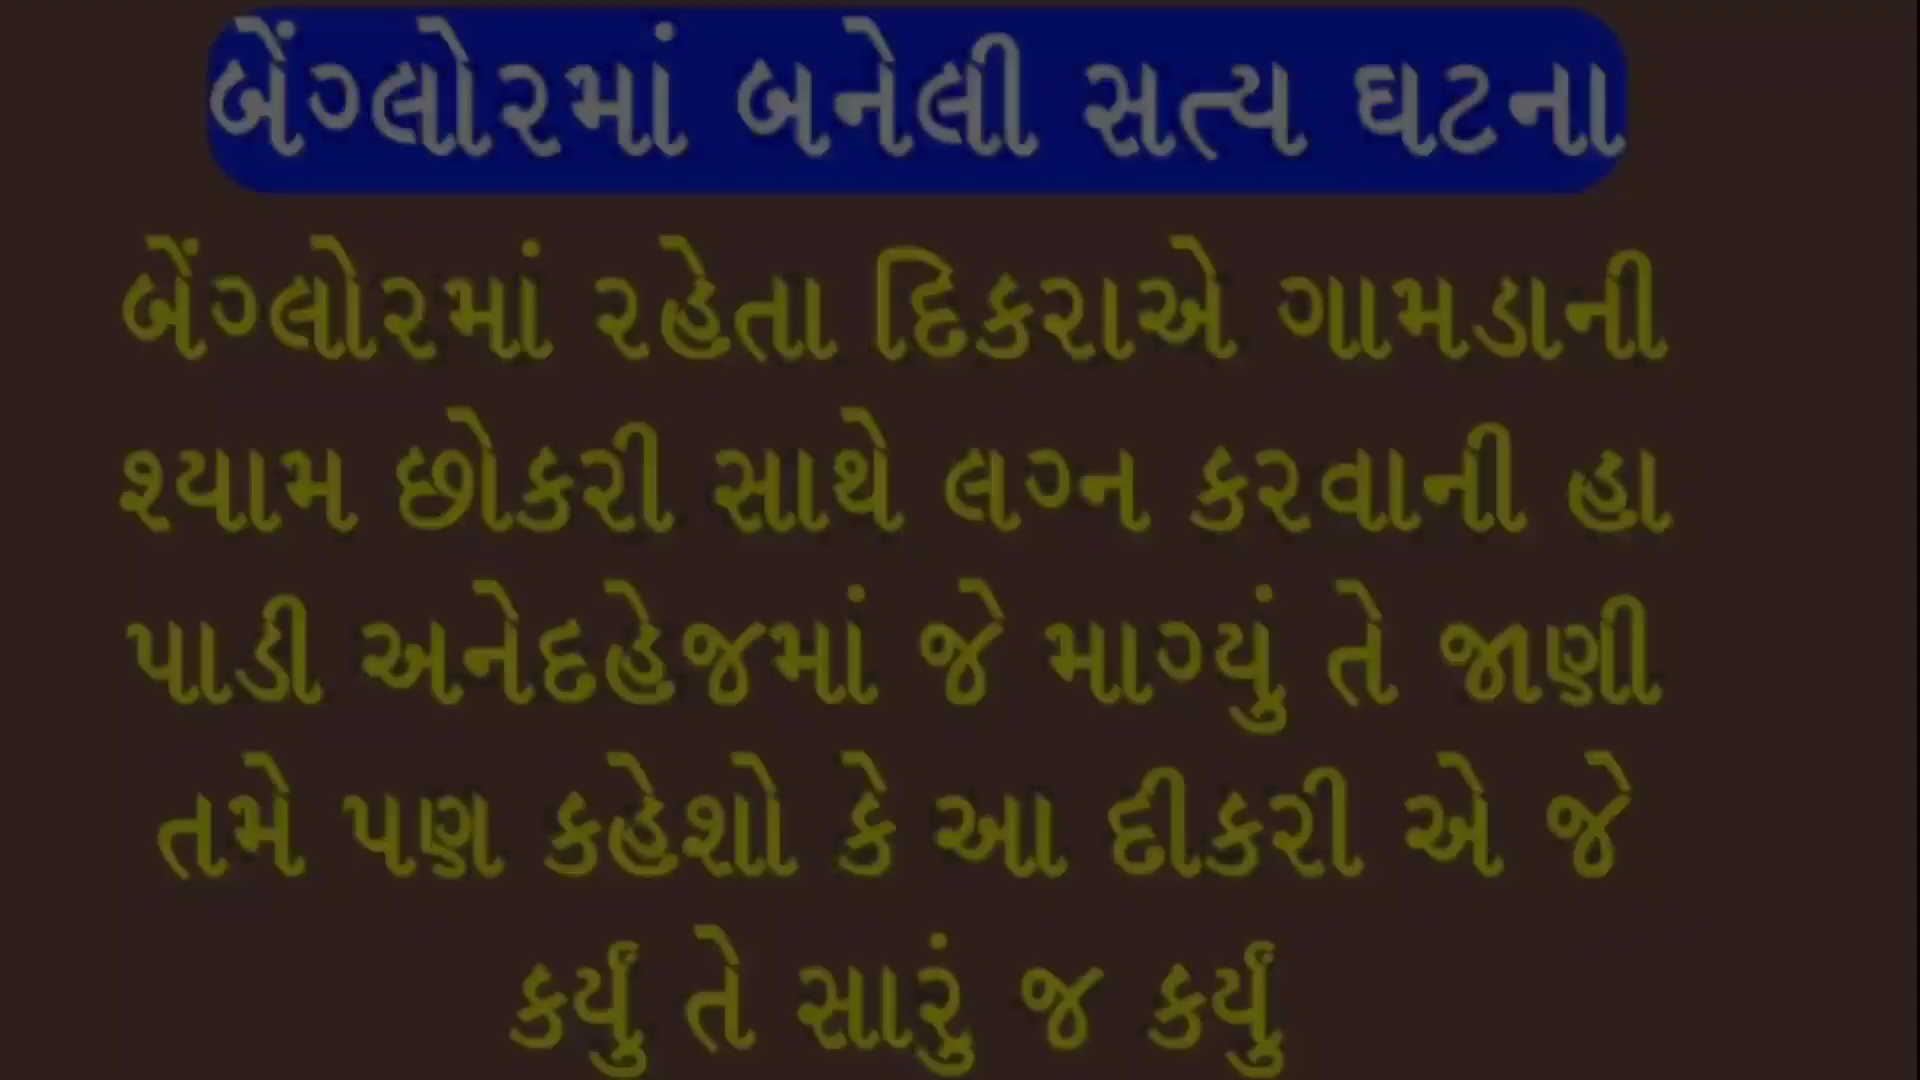 બેંગ્લોરમાં બનેલી સત્ય ઘટના
બેંગ્લોરમાં રહેતા દિકરાએ ગામડાની
શ્યામ છોકરી સાથે લગ્ન કરવાની હા
પાડી અનેદહેજમાં જે માગ્યું તે જાણી
તમે પણ કહેશો કે આ દીકરી એ જે
કર્યું તે સારું જ કર્યું